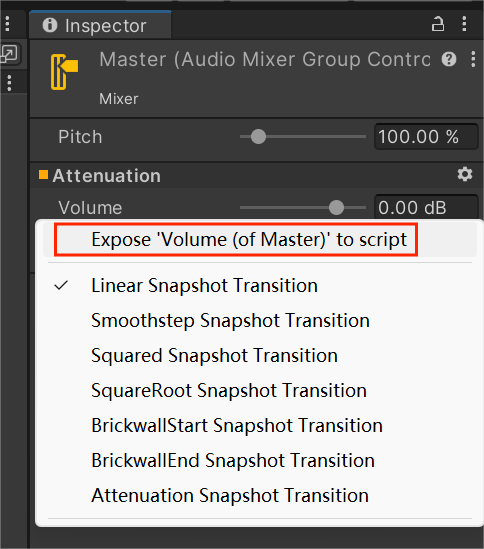 Inspector
Master (Audio Mixer Group Contro
Mixer
Pitch 100.00 %
Attenuation
Volume 0.00 dB
Expose 'Volume (of Master)' to script
Linear Snapshot Transition
Smoothstep Snapshot Transition
Squared Snapshot Transition
SquareRoot Snapshot Transition
BrickwallStart Snapshot Transition
BrickwallEnd Snapshot Transition
Attenuation Snapshot Transition